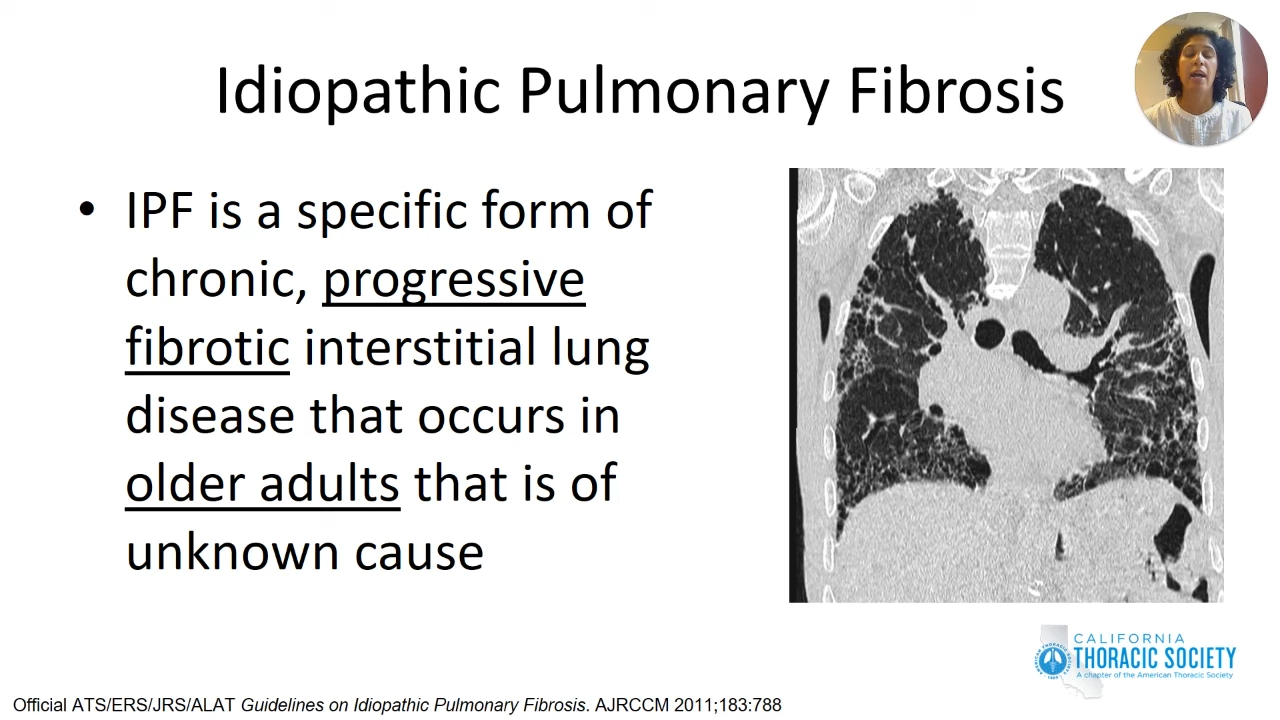 Idiopathic Pulmonary Fibrosis
• IPF is a specific form of
chronic, progressive
fibrotic interstitial lung
disease that occurs in
older adults that is of
unknown cause
CALIFORNIA
THORACIC SOCIETY
A chapter of the American Thoracic Society
Official ATS/ERS/JRS/ALAT Guidelines on Idiopathic Pulmonary Fibrosis. AJRCCM 2011;183:788